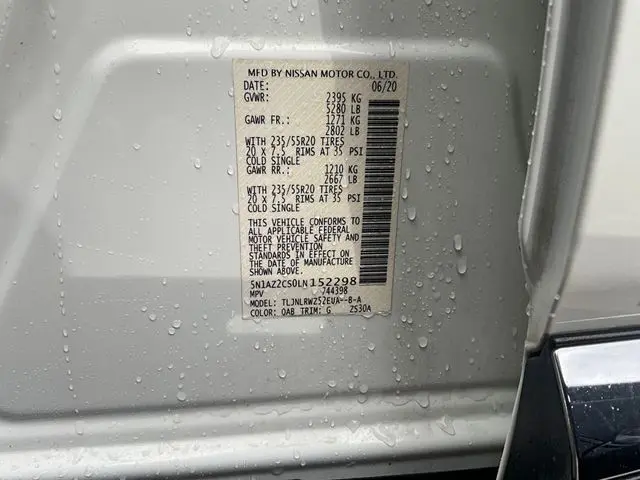 MFD BY NISSAN MOTOR CO., LTD.
DATE: 06/20
GVWR: 2395 KG
5280 LB
GAWR FR.: 1271 KG
2802 LB
WITH 235/55R20 TIRES
20 x 7.5 RIMS AT 35 PSI
COLD SINGLE
GAWR RR.: 1210 KG
2667 LB
WITH 235/55R20 TIRES
20 x 7.5 RIMS AT 35 PSI
COLD SINGLE
THIS VEHICLE CONFORMS TO
ALL APPLICABLE FEDERAL
MOTOR VEHICLE SAFETY AND
THEFT PREVENTION
STANDARDS IN EFFECT ON
DATE OF MANUFACTURE
5N1AZ2CS0LN152298
MPV 744398
MODEL: TLJNLRWZ52EUA--B-A
COLOR: QAB TRIM: G ZS30A